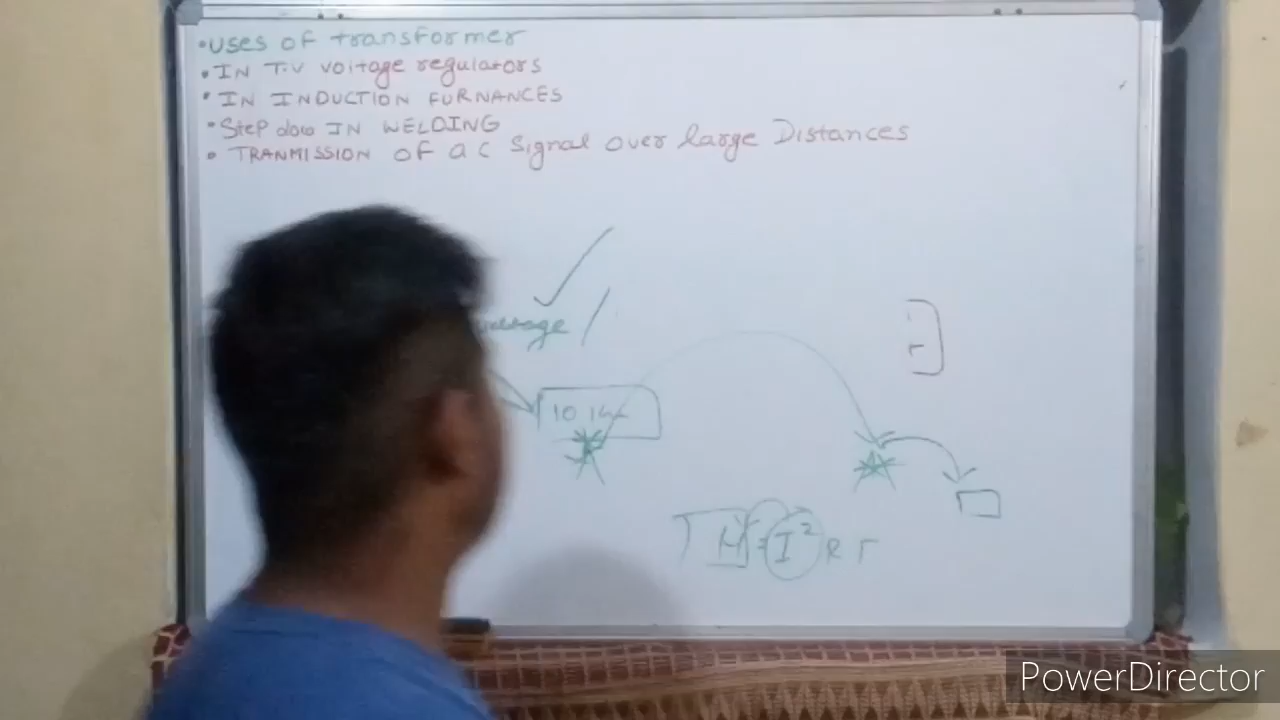 •USES OF transformer
•IN T.V voltage regulators
•IN INDUCTION FURNANCES
•Step dow IN WELDING
• TRANMISSION OF a c Signal over large Distances
voltage
10
H = I² R T
PowerDirector